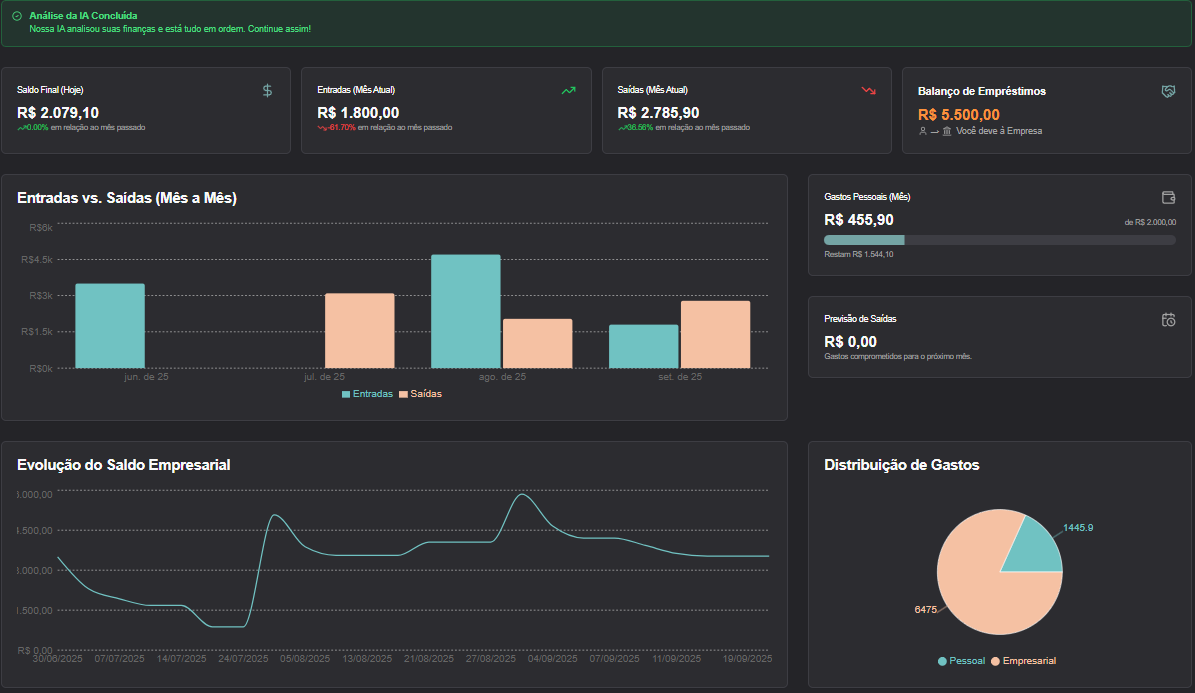 Análise da IA Concluída
Nossa IA analisou suas finanças e está tudo em ordem. Continue assim!
Saldo Final (Hoje)
R$ 2.079,10
0.00% em relação ao mês passado
Entradas (Mês Atual)
R$ 1.800,00
-61.70% em relação ao mês passado
Saídas (Mês Atual)
R$ 2.785,90
36.56% em relação ao mês passado
Balanço de Empréstimos
R$ 5.500,00
Você deve à Empresa
Entradas vs. Saídas (Mês a Mês)
R$6k
R$4.5k
R$3k
R$1.5k
R$0k
jun. de 25
jul. de 25
ago. de 25
set. de 25
Entradas
Saídas
Gastos Pessoais (Mês)
R$ 455,90
de R$ 2.000,00
Restam R$ 1.544,10
Previsão de Saídas
R$ 0,00
Gastos comprometidos para o próximo mês.
Evolução do Saldo Empresarial
.000,00
.500,00
.000,00
.500,00
R$ 0,00
30/06/2025
07/07/2025
14/07/2025
24/07/2025
05/08/2025
13/08/2025
21/08/2025
27/08/2025
04/09/2025
07/09/2025
11/09/2025
19/09/2025
Distribuição de Gastos
1445.9
6475
Pessoal
Empresarial